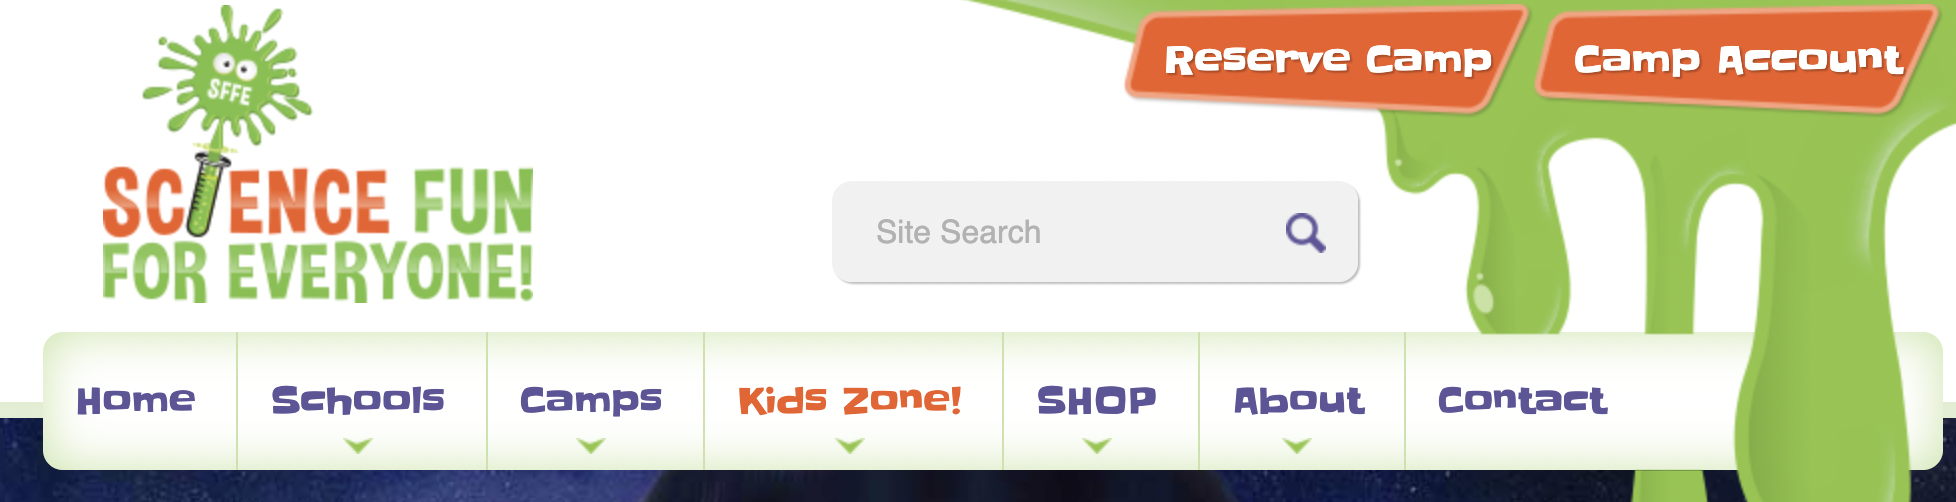 Reserve Camp Camp Account
SFFE
SCIENCE FUN
FOR EVERYONE!
Site Search
Home Schools Camps Kids Zone! SHOP About Contact